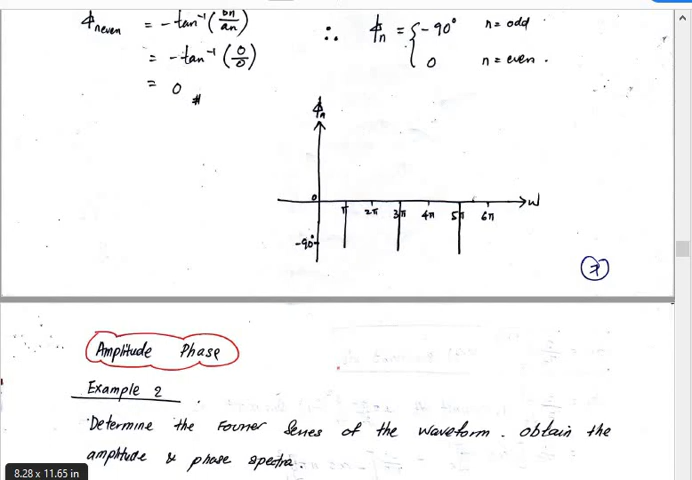 ϕn even = -tan⁻¹ (bn/an)
= -tan⁻¹ (0/0)
= 0 #
∴ ϕn = { -90° n = odd
0 n = even.
ϕn
0 π 2π 3π 4π 5π 6π ω
-90°
7
Amplitude Phase
Example 2
Determine the Fourier Series of the waveform. obtain the
amplitude & phase spectra.
8.28 x 11.65 in